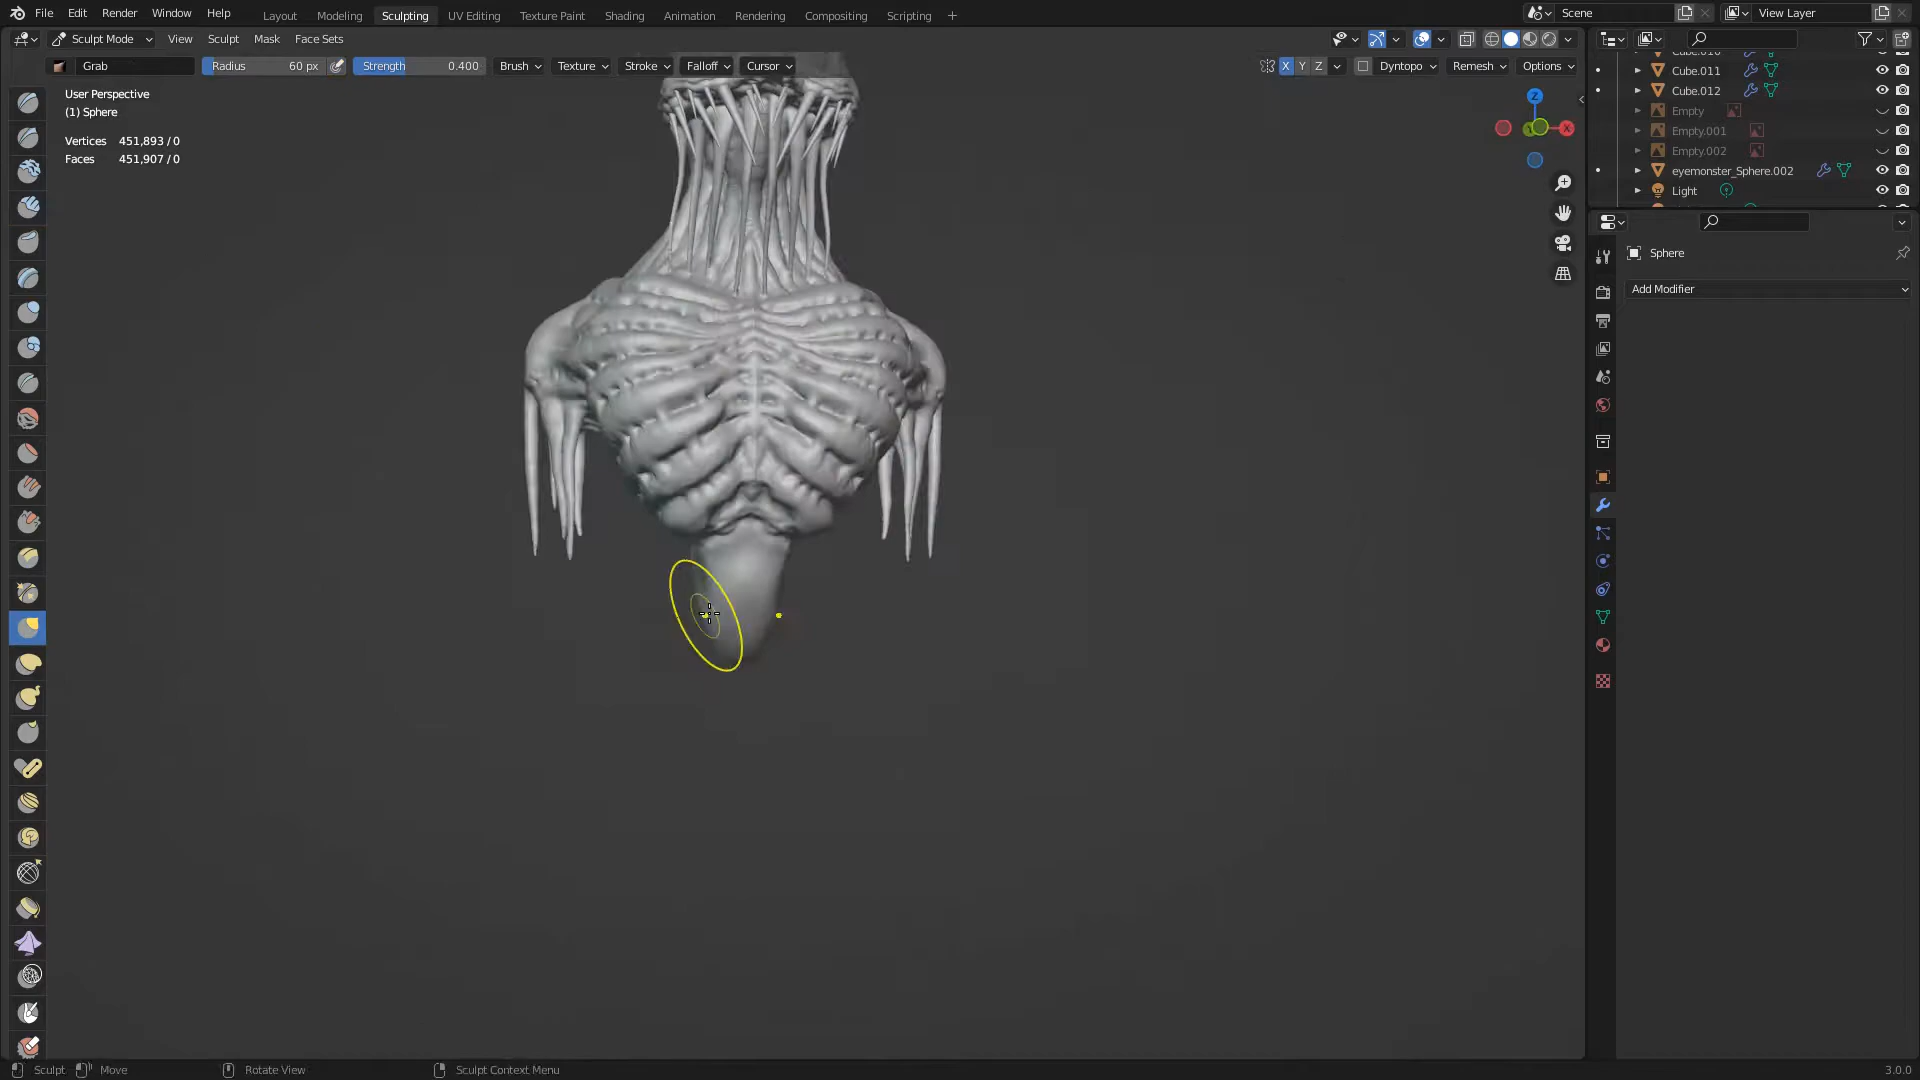 File Edit Render Window Help Layout Modeling Sculpting UV Editing Texture Paint Shading Animation Rendering Compositing Scripting + Scene View Layer
Sculpt Mode View Sculpt Mask Face Sets
Grab Radius 60 px Strength 0.400 Brush Texture Stroke Falloff Cursor X Y Z Dyntopo Remesh Options
User Perspective
(1) Sphere
Vertices 451,893 / 0
Faces 451,907 / 0
Z
X
Cube.011
Cube.012
Empty
Empty.001
Empty.002
eyemonster_Sphere.002
Light
Sphere
Add Modifier
Sculpt Move Rotate View Sculpt Context Menu 3.0.0